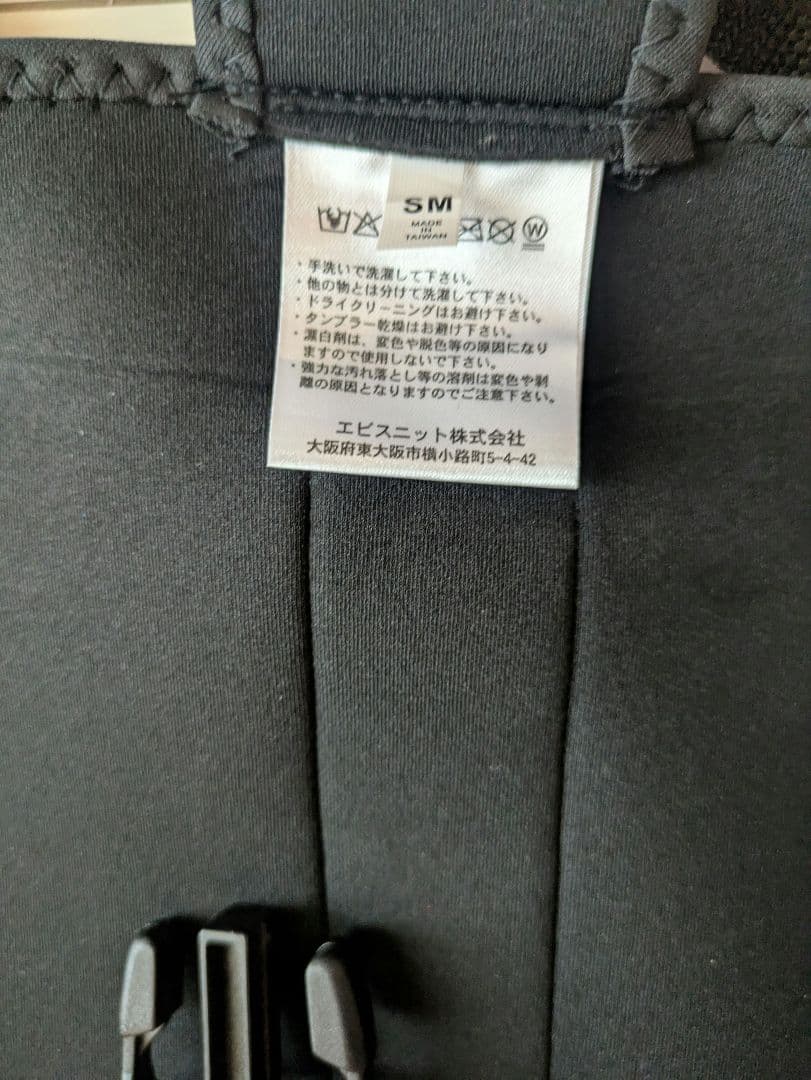 SM
MADE
IN
TAIWAN
W
・手洗いで洗濯して下さい。
・他の物とは分けて洗濯して下さい。
・ドライクリーニングはお避け下さい。
・タンブラー乾燥はお避け下さい。
・漂白剤は、変色や脱色等の原因になり
ますので使用しないで下さい。
・強力な汚れ落とし等の溶剤は変色や剥
離の原因となりますのでご注意下さい。
エビスニット株式会社
大阪府東大阪市横小路町5-4-42